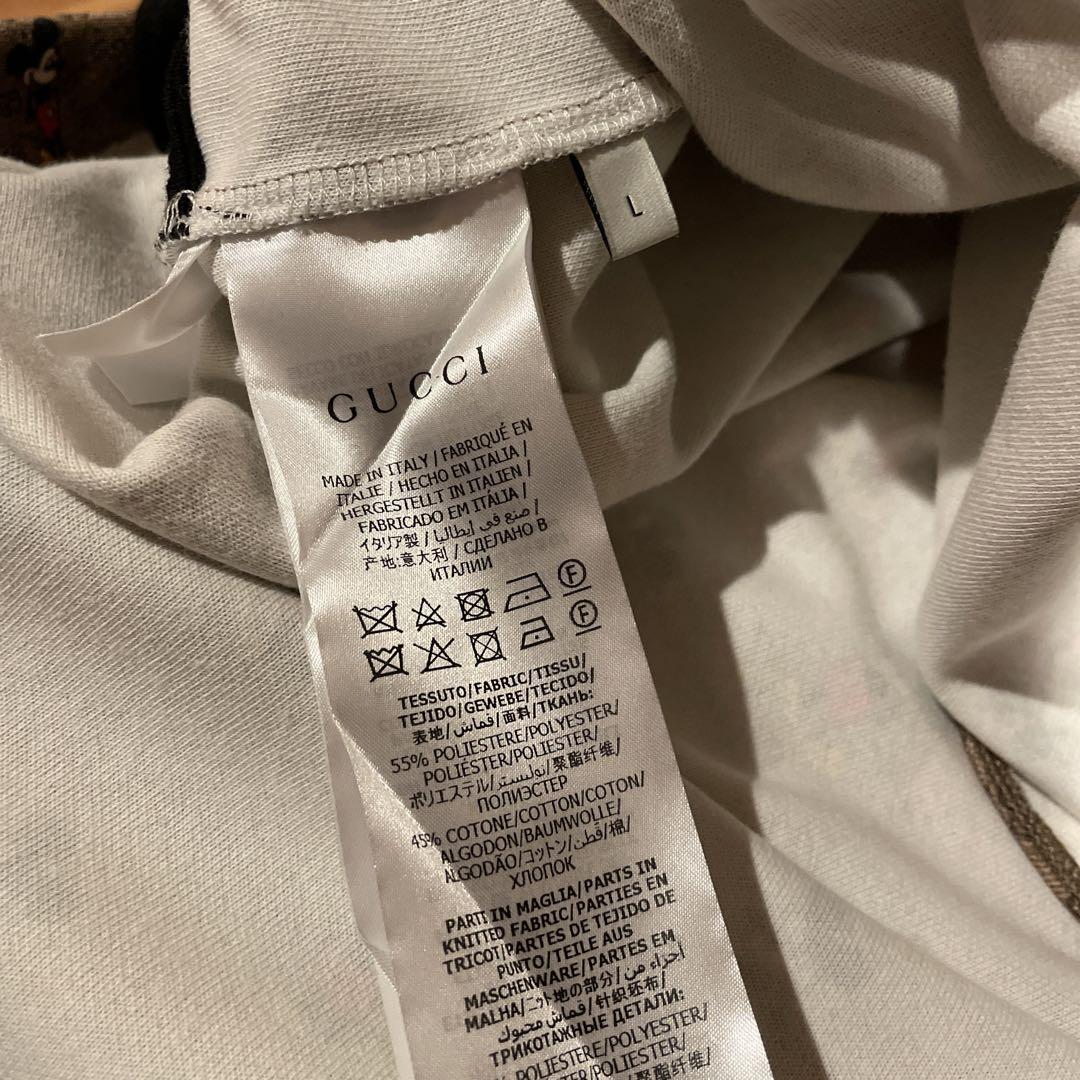 L
GUCCI
MADE IN ITALY / FABRIQUÉ EN
ITALIE / HECHO EN ITALIA /
HERGESTELLT IN ITALIEN /
FABRICADO EM ITÁLIA /
イタリア製 / صنع في إيطاليا /
产地:意大利 / СДЕЛАНО В
ИТАЛИИ
F
F
TESSUTO/FABRIC/TISSU/
TEJIDO/GEWEBE/TECIDO/
表地/قماش/面料/ТКАНЬ:
55% POLIESTERE/POLYESTER/
POLIÉSTER/POLIESTER/
ポリエステル/بوليستر/聚酯纤维/
ПОЛИЭСТЕР
45% COTONE/COTTON/COTON/
ALGODON/BAUMWOLLE/
ALGODÃO/コットン/قطن/棉/
ХЛОПОК
PARTI IN MAGLIA/PARTS IN
KNITTED FABRIC/PARTIES EN
TRICOT/PARTES DE TEJIDO DE
PUNTO/TEILE AUS
MASCHENWARE/PARTES EM
MALHA/ニット地の部分/أجزاء من
قماش محبوك/针织坯布/
ТРИКОТАЖНЫЕ ДЕТАЛИ:
% POLIESTERE/POLYESTER/